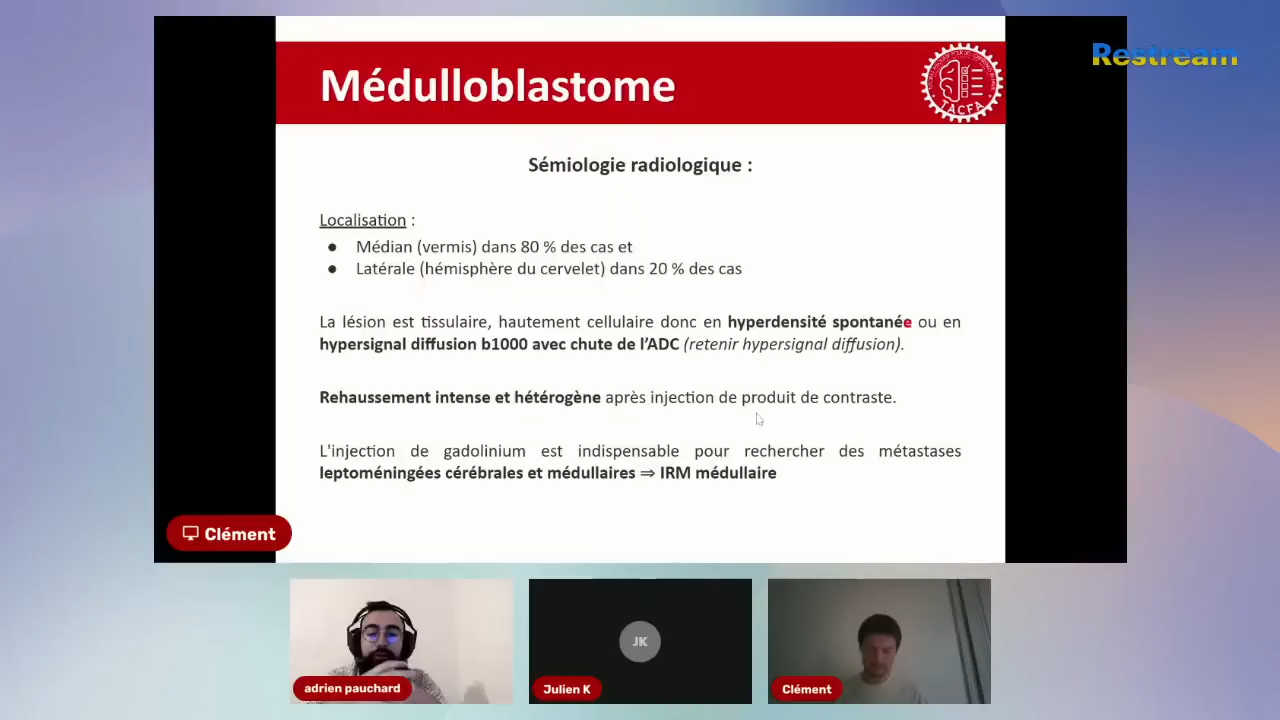 Restream
Médulloblastome
TACFA
Sémiologie radiologique :
Localisation :
● Médian (vermis) dans 80 % des cas et
● Latérale (hémisphère du cervelet) dans 20 % des cas
La lésion est tissulaire, hautement cellulaire donc en hyperdensité spontanée ou en
hypersignal diffusion b1000 avec chute de l’ADC (retenir hypersignal diffusion).
Rehaussement intense et hétérogène après injection de produit de contraste.
L'injection de gadolinium est indispensable pour rechercher des métastases
leptoméningées cérébrales et médullaires ⇒ IRM médullaire
Clément
JK
adrien pauchard
Julien K
Clément